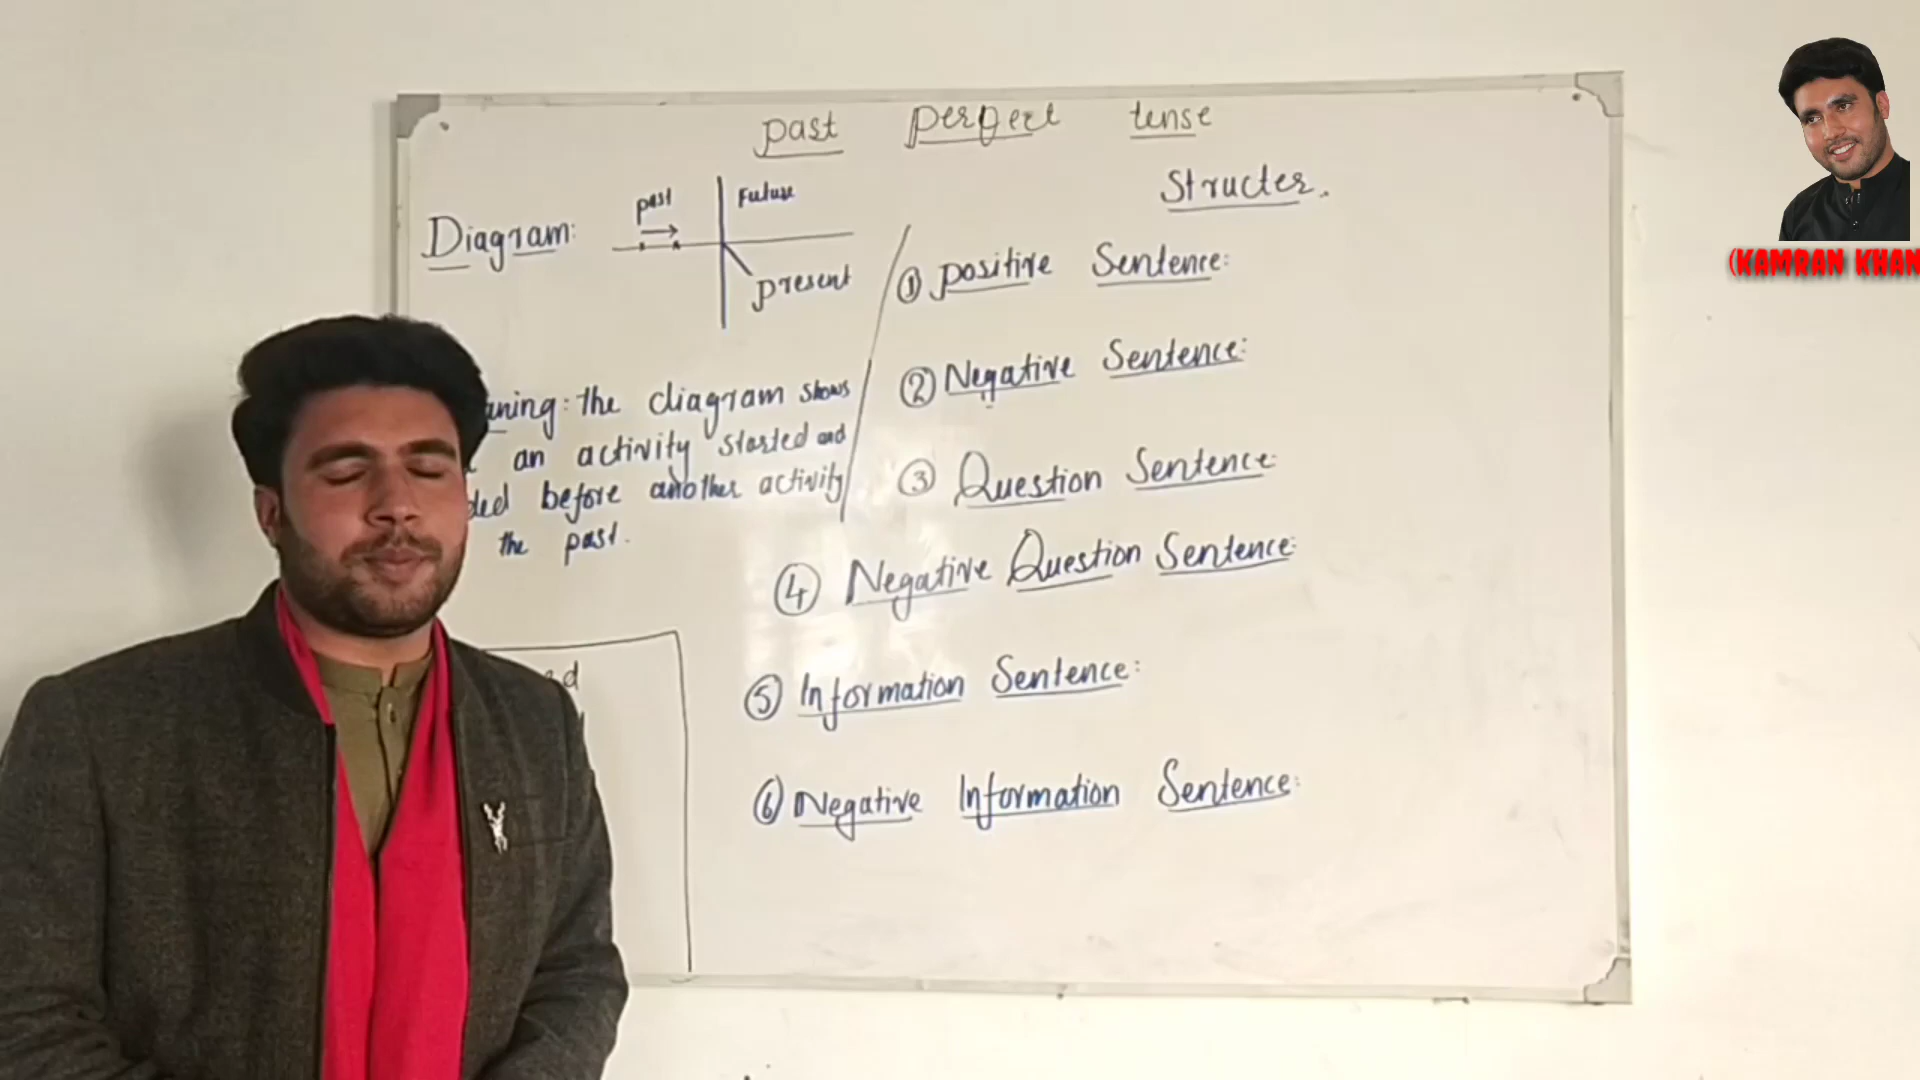 past perfect tense
Structer.
Diagram:
past
Future
present
aning: the diagram shows
an activity started and
ded before another activity
the past.
① positive Sentence:
② Negative Sentence:
③ Question Sentence:
④ Negative Question Sentence:
⑤ Information Sentence:
⑥ Negative Information Sentence:
(KAMRAN KHAN